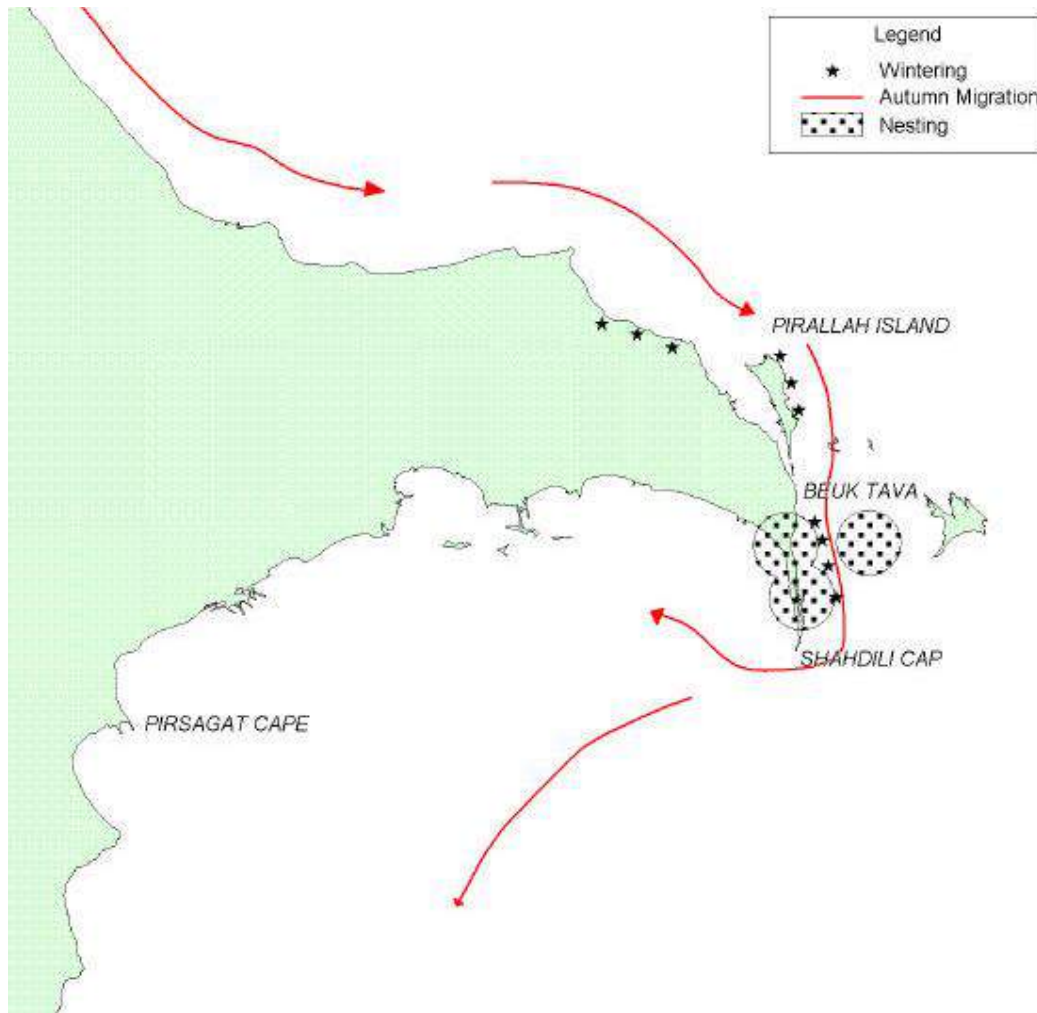 Legend
Wintering
Autumn Migration
Nesting
PIRALLAH ISLAND
BEUK TAVA
SHAHDILI CAP
PIRSAGAT CAPE